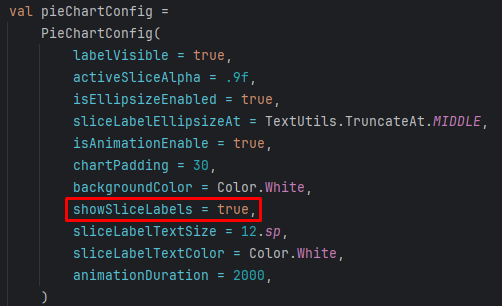 val pieChartConfig =
PieChartConfig(
labelVisible = true,
activeSliceAlpha = .9f,
isEllipsizeEnabled = true,
sliceLabelEllipsizeAt = TextUtils.TruncateAt.MIDDLE,
isAnimationEnable = true,
chartPadding = 30,
backgroundColor = Color.White,
showSliceLabels = true,
sliceLabelTextSize = 12.sp,
sliceLabelTextColor = Color.White,
animationDuration = 2000,
)